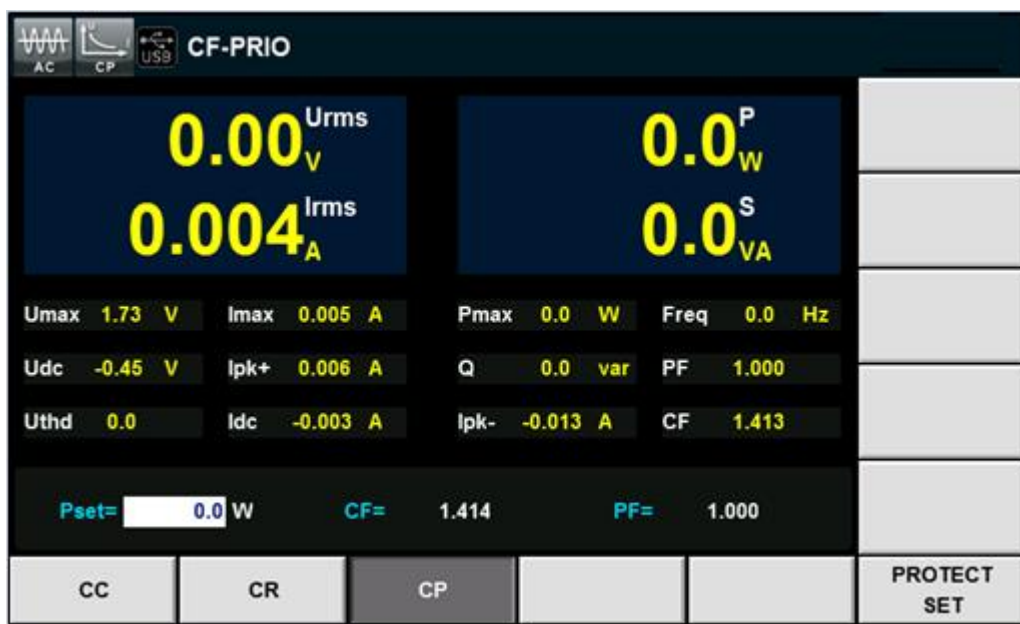 AC CP USB CF-PRIO
0.00 Urms V
0.0 P W
0.004 Irms A
0.0 S VA
Umax 1.73 V Imax 0.005 A Pmax 0.0 W Freq 0.0 Hz
Udc -0.45 V Ipk+ 0.006 A Q 0.0 var PF 1.000
Uthd 0.0 Idc -0.003 A Ipk- -0.013 A CF 1.413
Pset= 0.0 W CF= 1.414 PF= 1.000
CC CR CP PROTECT
SET